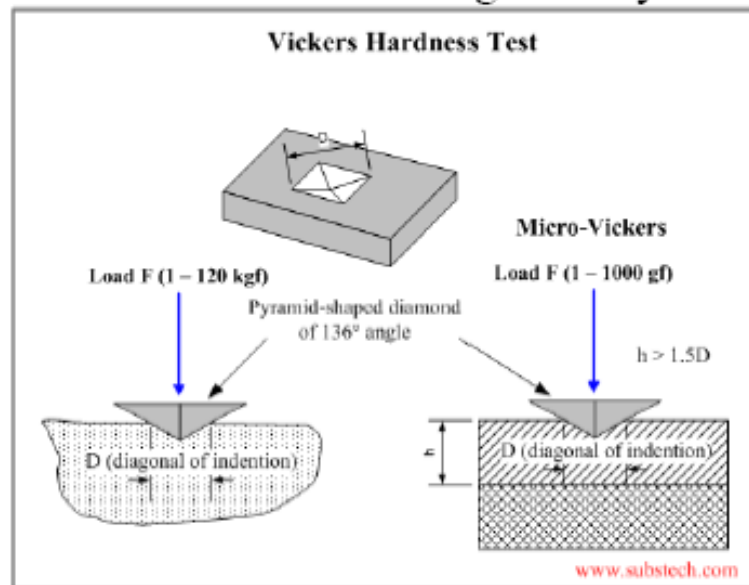 Vickers Hardness Test
D
Micro-Vickers
Load F (1 – 120 kgf)
Load F (1 – 1000 gf)
Pyramid-shaped diamond
of 136° angle
h > 1.5D
D (diagonal of indention)
h
D (diagonal of indention)
www.substech.com